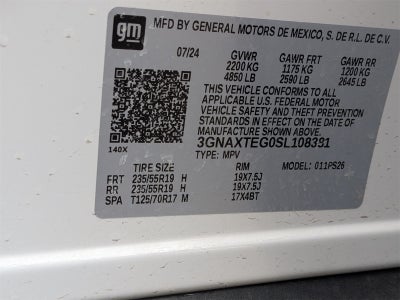 gm
MFD BY GENERAL MOTORS DE MEXICO, S. DE R.L. DE C.V.
07/24 GVWR GAWR FRT GAWR RR
2200 KG 1175 KG 1200 KG
4850 LB 2590 LB 2645 LB
THIS VEHICLE CONFORMS TO ALL
APPLICABLE U.S. FEDERAL MOTOR
VEHICLE SAFETY, BUMPER, AND THEFT
PREVENTION STANDARDS IN EFFECT ON
THE DATE OF MANUFACTURE SHOWN ABOVE.
140X 3GNAXTEG0SL108391
TYPE: MPV MODEL: 011PS26
TIRE SIZE RIM
FRT 235/55R19 H 19X7.5J
RR 235/55R19 H 19X7.5J
SPA T125/70R17 M 17X4BT